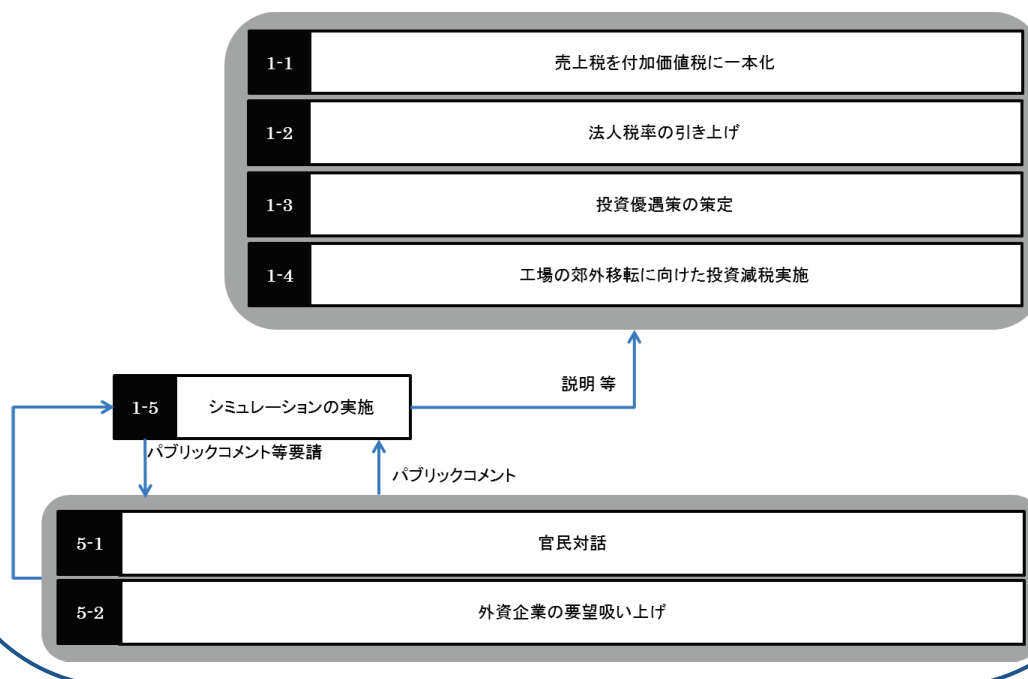 1-1 売上税を付加価値税に一本化
1-2 法人税率の引き上げ
1-3 投資優遇策の策定
1-4 工場の郊外移転に向けた投資減税実施
説明 等
1-5 シミュレーションの実施
パブリックコメント等要請
パブリックコメント
5-1 官民対話
5-2 外資企業の要望吸い上げ